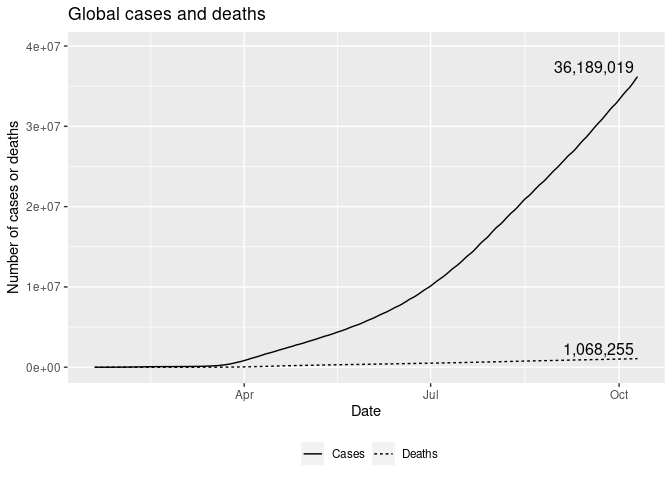 Global cases and deaths
4e+07
36,189,019
3e+07
Number of cases or deaths
2e+07
1e+07
1,068,255
0e+00
Apr Jul Oct
Date
Cases Deaths